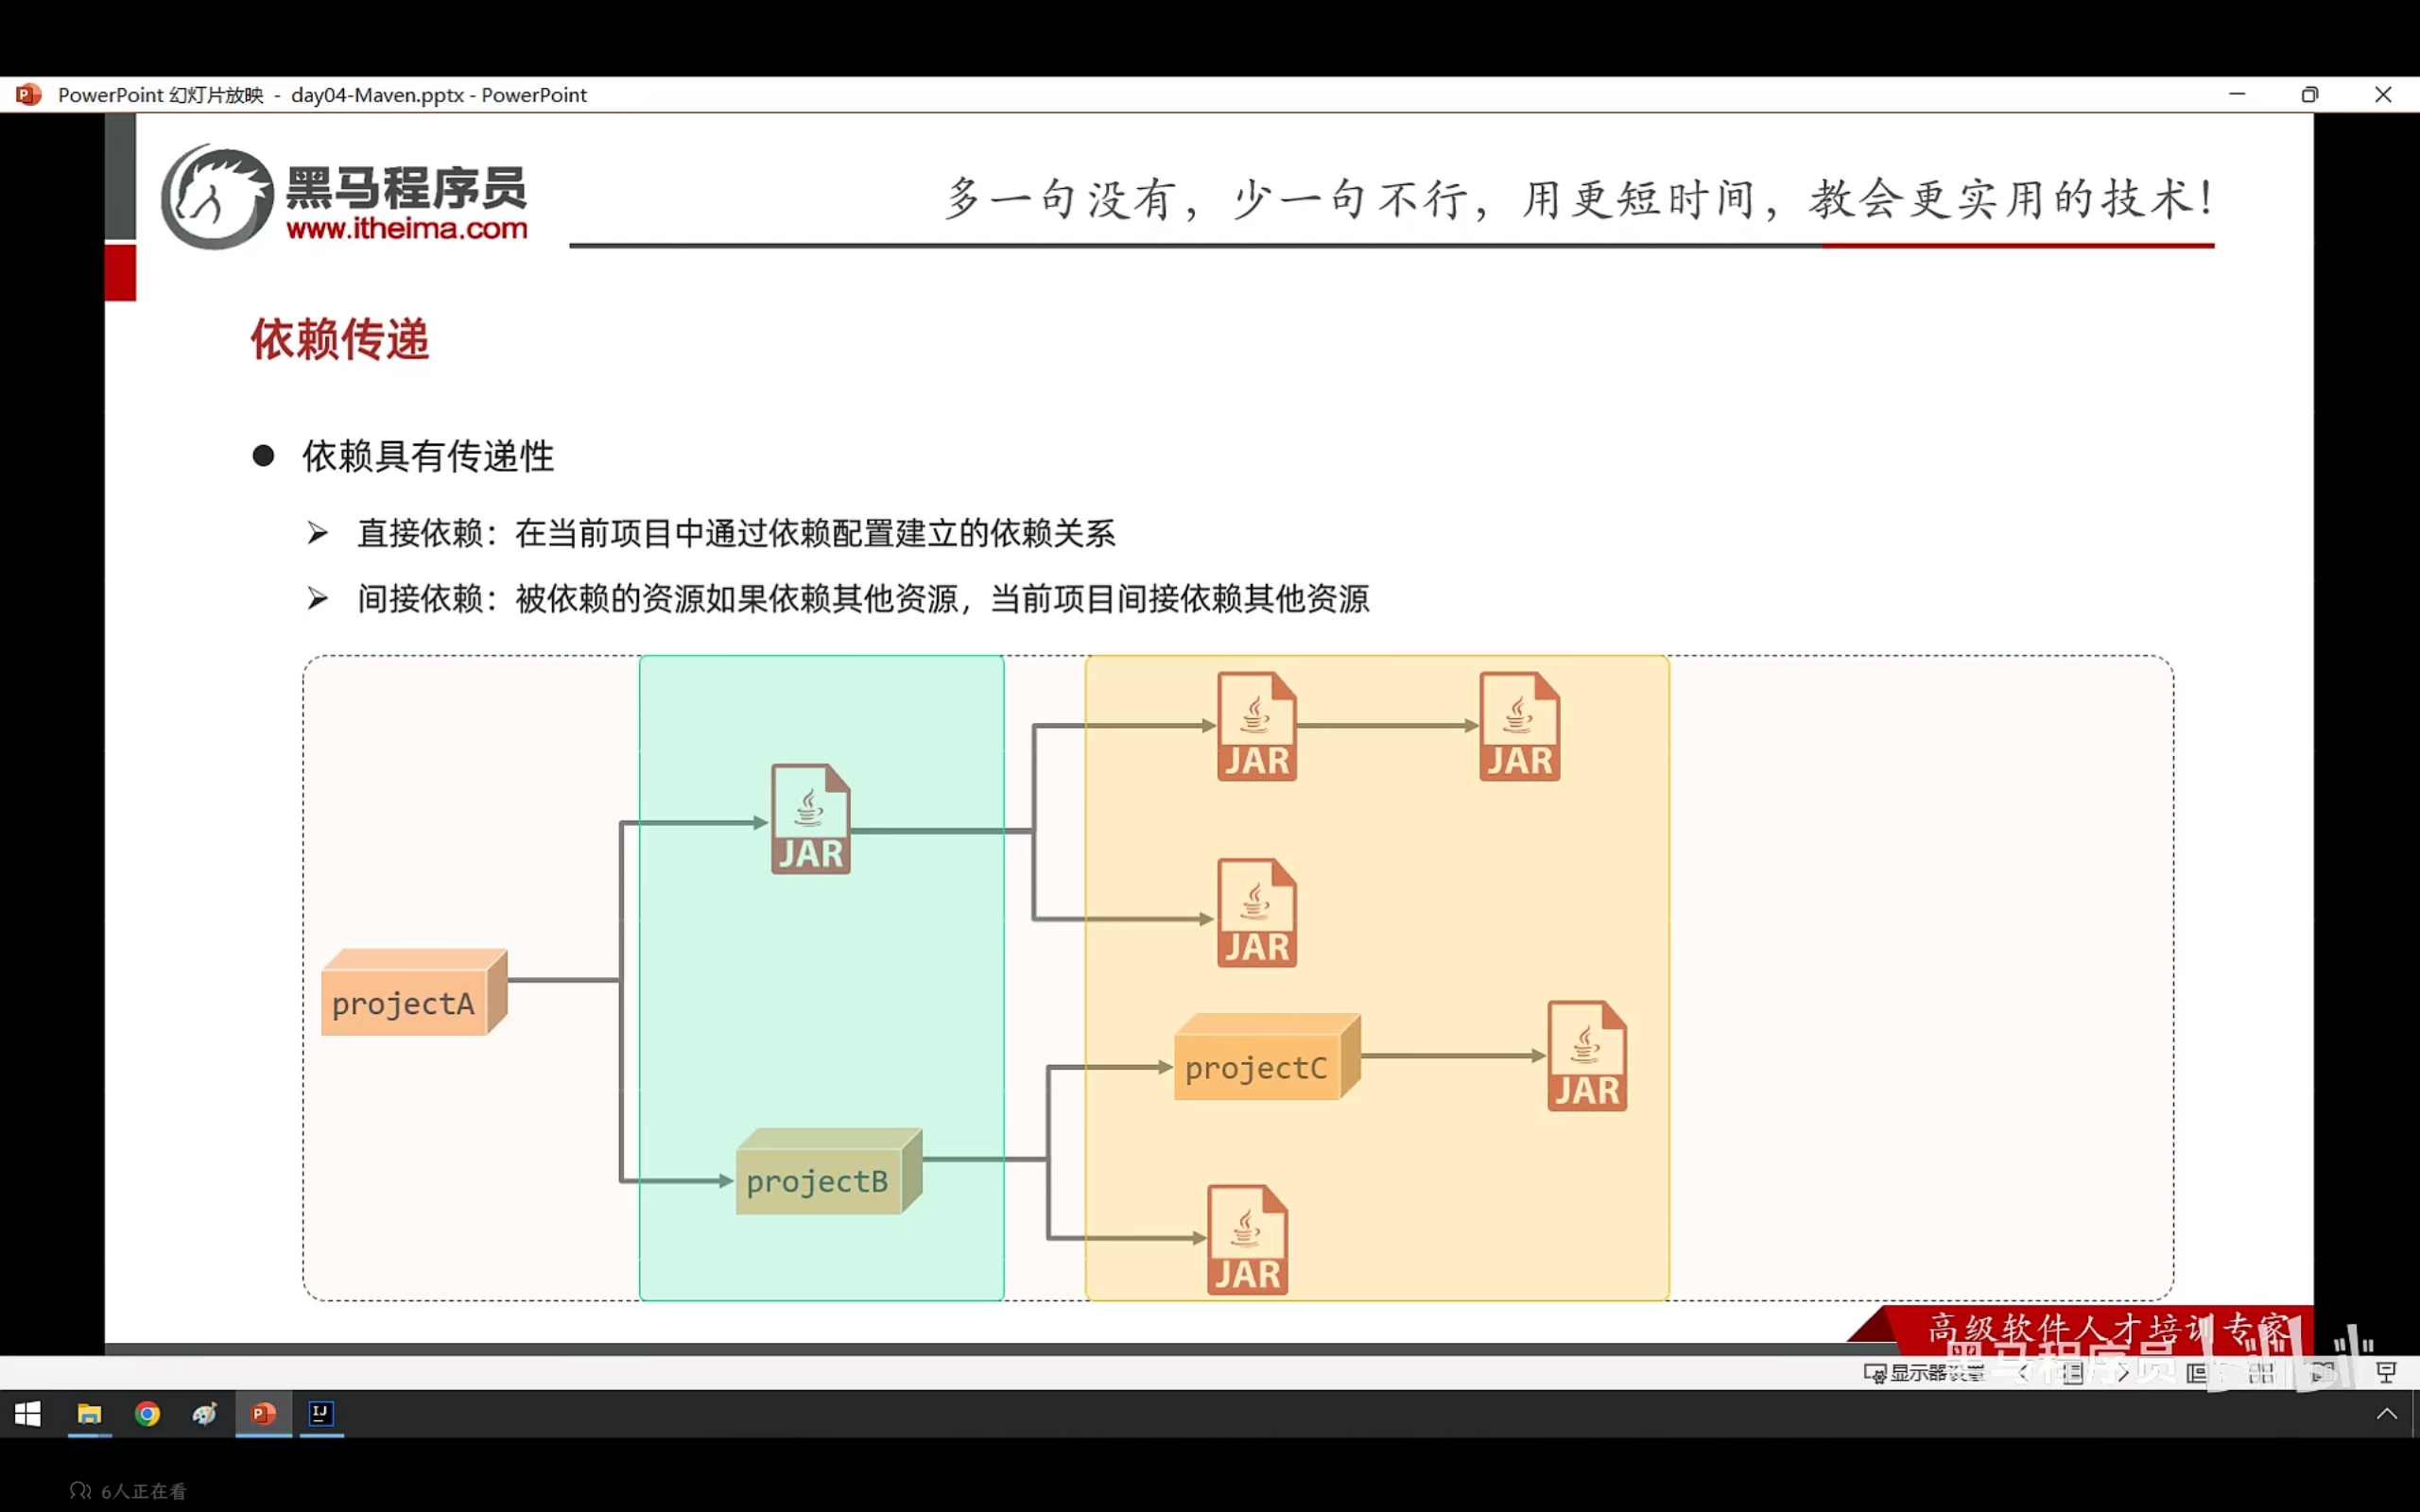 PowerPoint 幻灯片放映 - day04-Maven.pptx - PowerPoint
黑马程序员
www.itheima.com
多一句没有，少一句不行，用更短时间，教会更实用的技术！
依赖传递
依赖具有传递性
直接依赖：在当前项目中通过依赖配置建立的依赖关系
间接依赖：被依赖的资源如果依赖其他资源，当前项目间接依赖其他资源
JAR
JAR
JAR
JAR
projectA
projectC
JAR
projectB
JAR
高级软件人才培训专家
黑马程序员
显示器设置
6人正在看